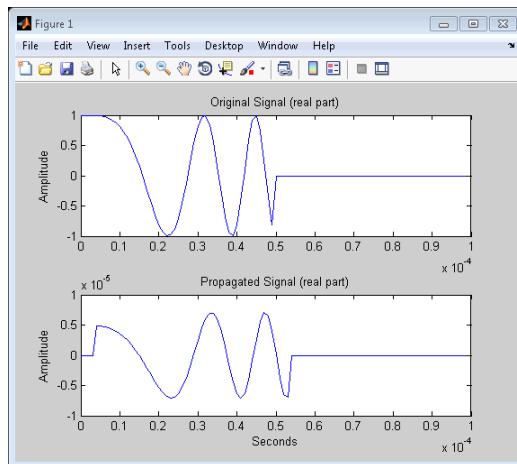 Figure 1
File Edit View Insert Tools Desktop Window Help
Original Signal (real part)
Amplitude
1
0.5
0
-0.5
-1
0 0.1 0.2 0.3 0.4 0.5 0.6 0.7 0.8 0.9 1
x 10^-4
x 10^-5
Propagated Signal (real part)
Amplitude
1
0.5
0
-0.5
-1
0 0.1 0.2 0.3 0.4 0.5 0.6 0.7 0.8 0.9 1
Seconds
x 10^-4